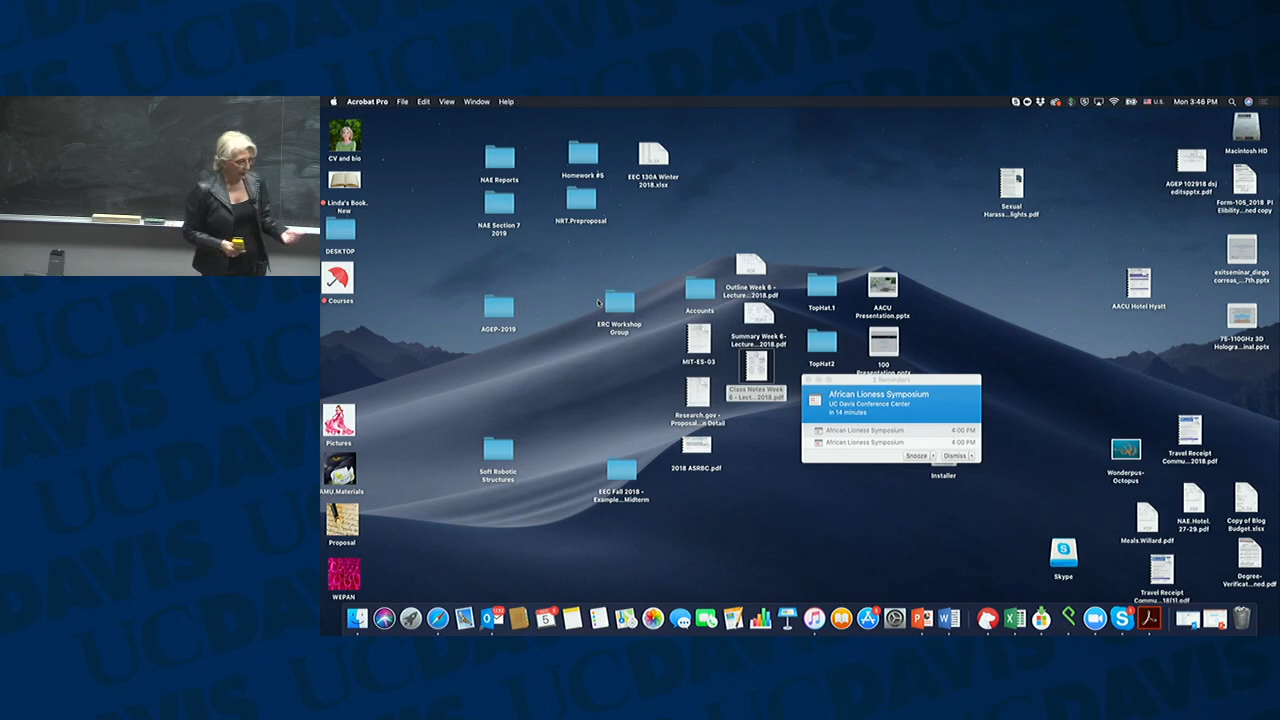 UCDAVIS
Acrobat Pro File Edit View Window Help
U.S. Mon 3:46 PM
CV and bio
Linda's Book.
New
DESKTOP
Courses
Pictures
AMU.Materials
Proposal
WEPAN
NAE Reports
Homework #5
EEC 130A Winter
2018.xlsx
NAE Section 7
2019
NRT.Preproposal
AGEP-2019
ERC Workshop
Group
Accounts
Outline Week 6 -
Lecture...2018.pdf
TopHat.1
AACU
Presentation.pptx
Summary Week 6-
Lecture...2018.pdf
MIT-ES-03
TopHat2
100
Presentation.pptx
Class Notes Week
6 - Lect...2018.pdf
Research.gov -
Proposal...n Detail
2018 ASRBC.pdf
Soft Robotic
Structures
EEC Fall 2018 -
Example...Midterm
2 Reminders
African Lioness Symposium
UC Davis Conference Center
In 14 minutes
African Lioness Symposium 4:00 PM
African Lioness Symposium 4:00 PM
Snooze Dismiss
Installer
Sexual
Harass...lights.pdf
Macintosh HD
AGEP 102918 dsj
editspptx.pdf
Form-105_2018 PI
Elibility...ned copy
exitseminar_diego
correas_...7th.pptx
AACU Hotel Hyatt
75-110GHz 3D
Hologra...inal.pptx
Wonderpus-
Octopus
Travel Receipt
Commu...2018.pdf
NAE.Hotel.
27-29.pdf
Copy of Blog
Budget.xlsx
Meals.Willard.pdf
Skype
Travel Receipt
Commu...18[1].pdf
Degree-
Verificat...ned.pdf